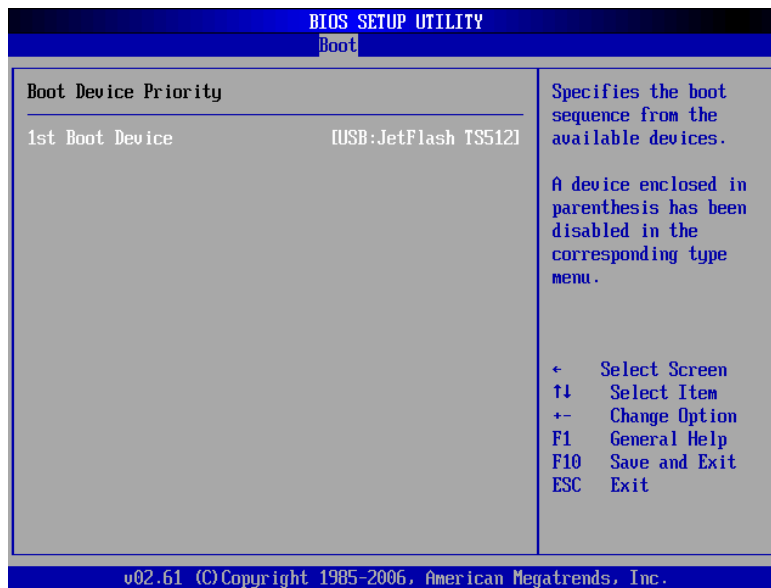 BIOS SETUP UTILITY
Boot
Boot Device Priority
1st Boot Device [USB:JetFlash TS512]
Specifies the boot
sequence from the
available devices.
A device enclosed in
parenthesis has been
disabled in the
corresponding type
menu.
← Select Screen
↑↓ Select Item
+- Change Option
F1 General Help
F10 Save and Exit
ESC Exit
v02.61 (C)Copyright 1985-2006, American Megatrends, Inc.